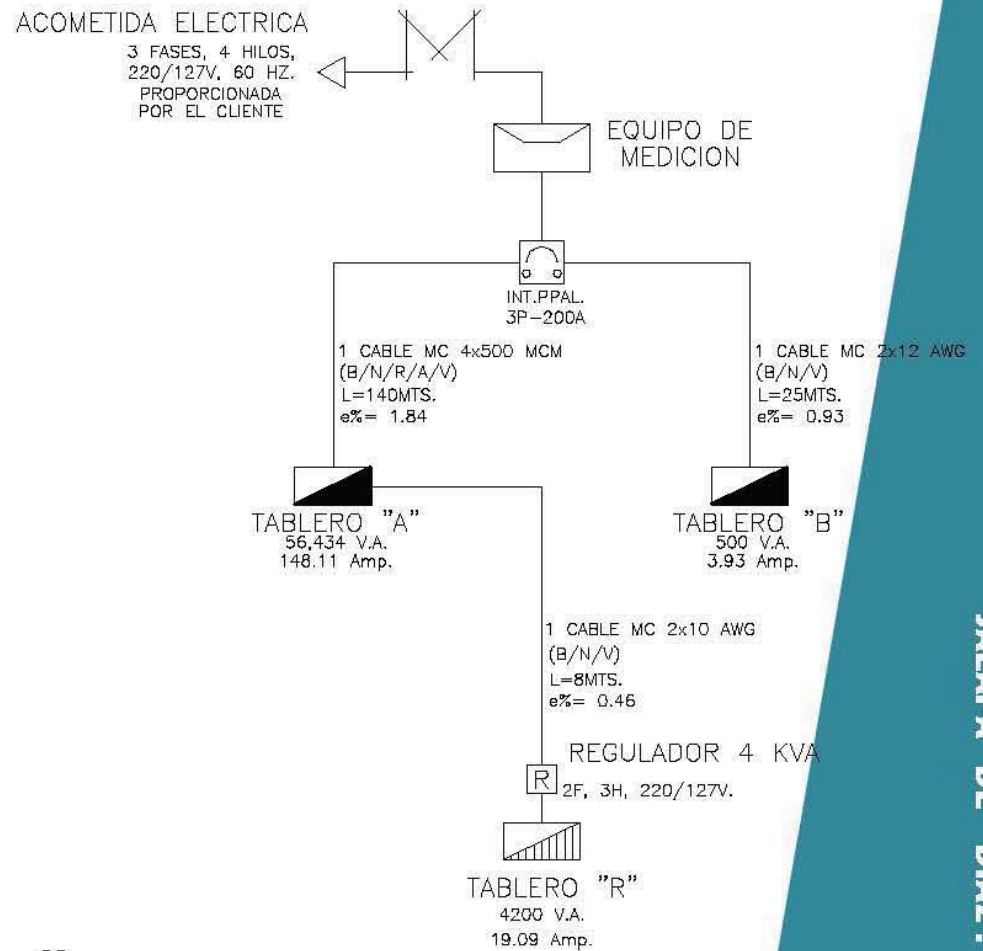 ACOMETIDA ELECTRICA
3 FASES, 4 HILOS,
220/127V, 60 HZ.
PROPORCIONADA
POR EL CLIENTE
EQUIPO DE
MEDICION
INT.PPAL.
3P-200A
1 CABLE MC 4x500 MCM
(B/N/R/A/V)
L=140MTS.
e%= 1.84
1 CABLE MC 2x12 AWG
(B/N/V)
L=25MTS.
e%= 0.93
TABLERO "A"
56,434 V.A.
148.11 Amp.
TABLERO "B"
500 V.A.
3.93 Amp.
1 CABLE MC 2x10 AWG
(B/N/V)
L=8MTS.
e%= 0.46
REGULADOR 4 KVA
R
2F, 3H, 220/127V.
TABLERO "R"
4200 V.A.
19.09 Amp.
DE